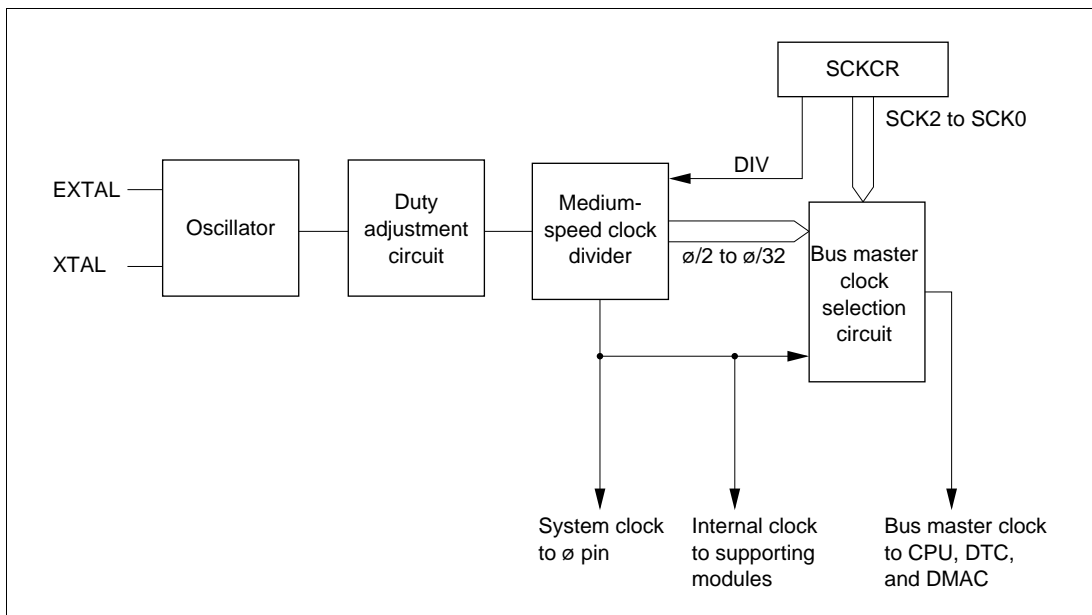 SCKCR
SCK2 to SCK0
DIV
EXTAL
XTAL
Oscillator
Duty
adjustment
circuit
Medium-
speed clock
divider
ø/2 to ø/32
Bus master
clock
selection
circuit
System clock
to ø pin
Internal clock
to supporting
modules
Bus master clock
to CPU, DTC,
and DMAC